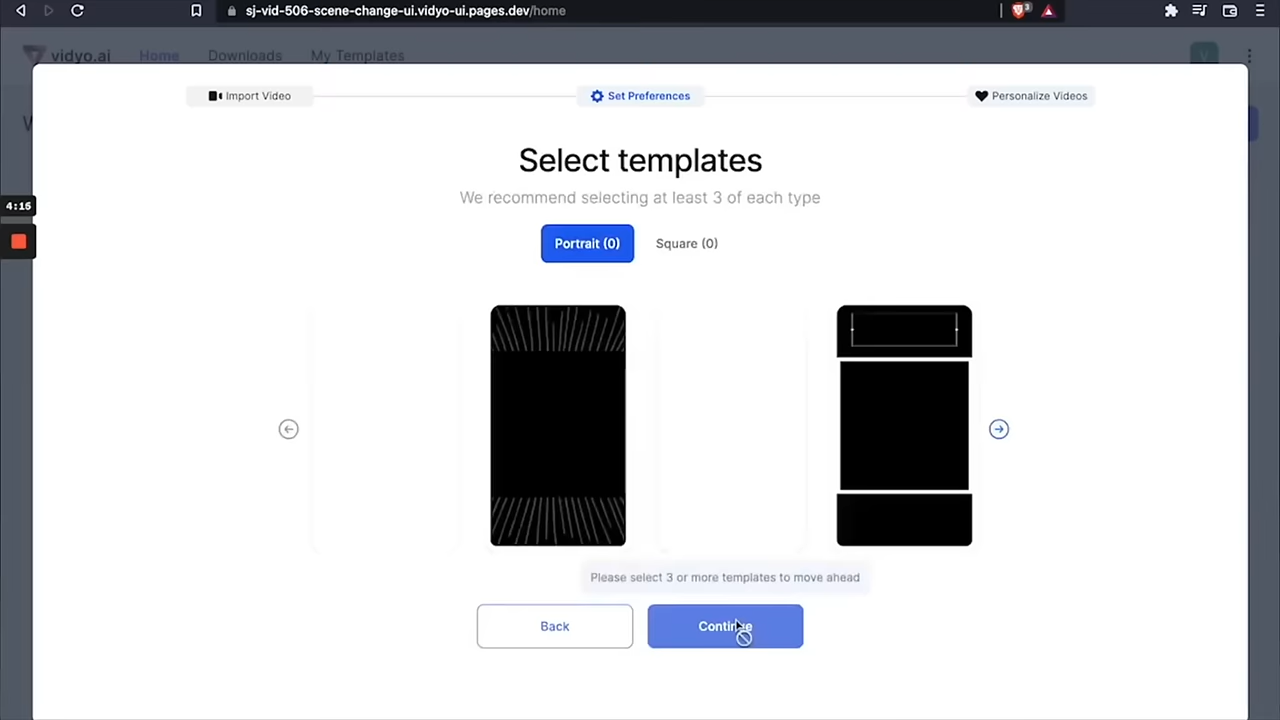 sj-vid-506-scene-change-ui.vidyo-ui.pages.dev/home
3
vidyo.ai Home Downloads My Templates
Import Video Set Preferences Personalize Videos
Select templates
We recommend selecting at least 3 of each type
4:15
Portrait (0) Square (0)
Please select 3 or more templates to move ahead
Back Continue